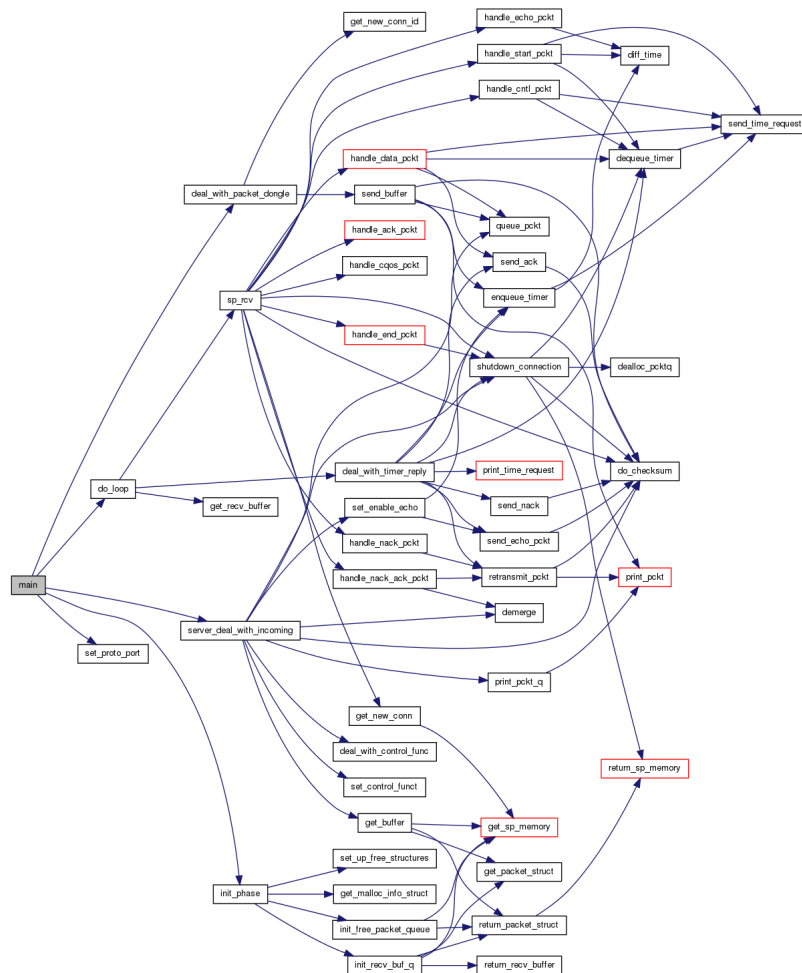 handle_echo_pckt
get_new_conn_id
handle_start_pckt
diff_time
handle_cntl_pckt
send_time_request
handle_data_pckt
dequeue_timer
deal_with_packet_dongle
send_buffer
queue_pckt
handle_ack_pckt
handle_cqos_pckt
send_ack
sp_rcv
enqueue_timer
handle_end_pckt
shutdown_connection
dealloc_pcktq
deal_with_timer_reply
print_time_request
do_checksum
do_loop
get_recv_buffer
set_enable_echo
send_nack
handle_nack_pckt
send_echo_pckt
main
handle_nack_ack_pckt
retransmit_pckt
print_pckt
demerge
server_deal_with_incoming
set_proto_port
print_pckt_q
get_new_conn
deal_with_control_func
return_sp_memory
set_control_funct
get_buffer
get_sp_memory
set_up_free_structures
get_packet_struct
init_phase
get_malloc_info_struct
init_free_packet_queue
return_packet_struct
init_recv_buf_q
return_recv_buffer